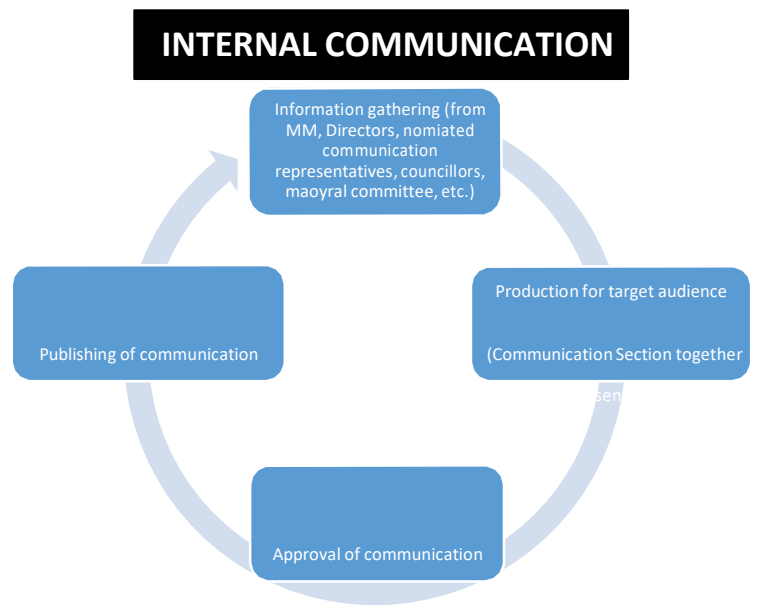 INTERNAL COMMUNICATION
Information gathering (from
MM, Directors, nomiated
communication
representatives, councillors,
maoyral committee, etc.)
Production for target audience
(Communication Section together
Publishing of communication
Approval of communication